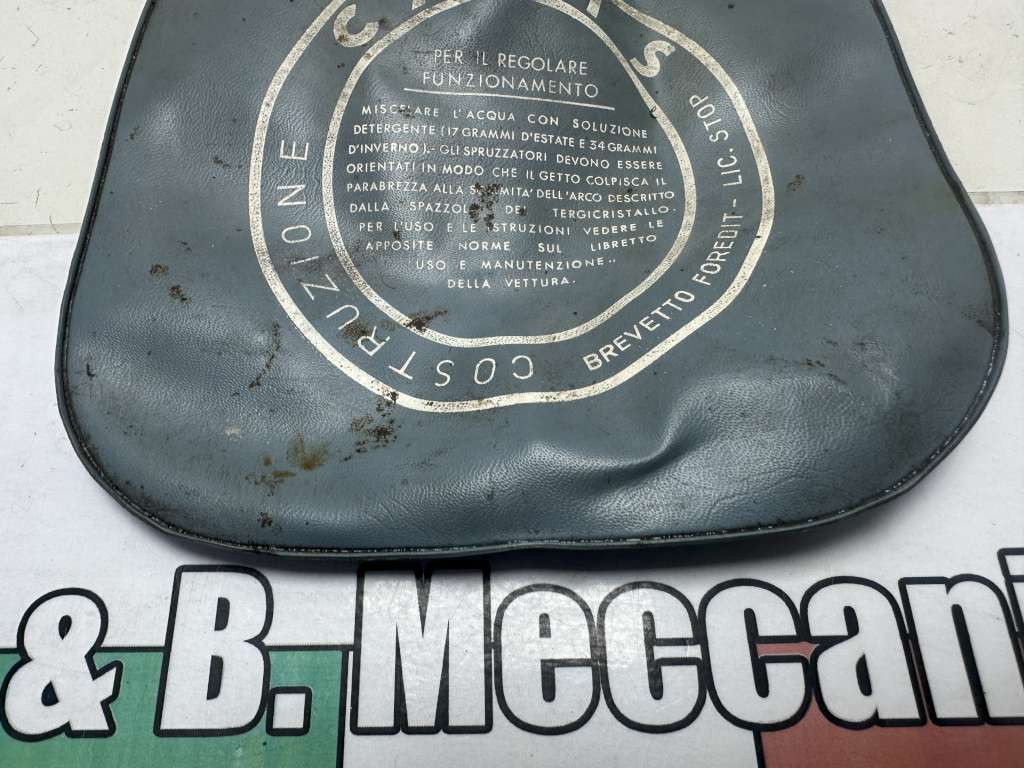 PER IL REGOLARE
FUNZIONAMENTO
MISCELARE L'ACQUA CON SOLUZIONE
DETERGENTE (17 GRAMMI D'ESTATE E 34 GRAMMI
D'INVERNO).- GLI SPRUZZATORI DEVONO ESSERE
ORIENTATI IN MODO CHE IL GETTO COLPISCA IL
PARABREZZA ALLA SOMMITA' DELL'ARCO DESCRITTO
DALLA SPAZZOLA DEL TERGICRISTALLO-
PER L'USO E LE ISTRUZIONI VEDERE LE
APPOSITE NORME SUL LIBRETTO
USO E MANUTENZIONE"
DELLA VETTURA.
COSTRUZIONE
BREVETTO FOREDIT - LIC. STOP
& B. Meccani